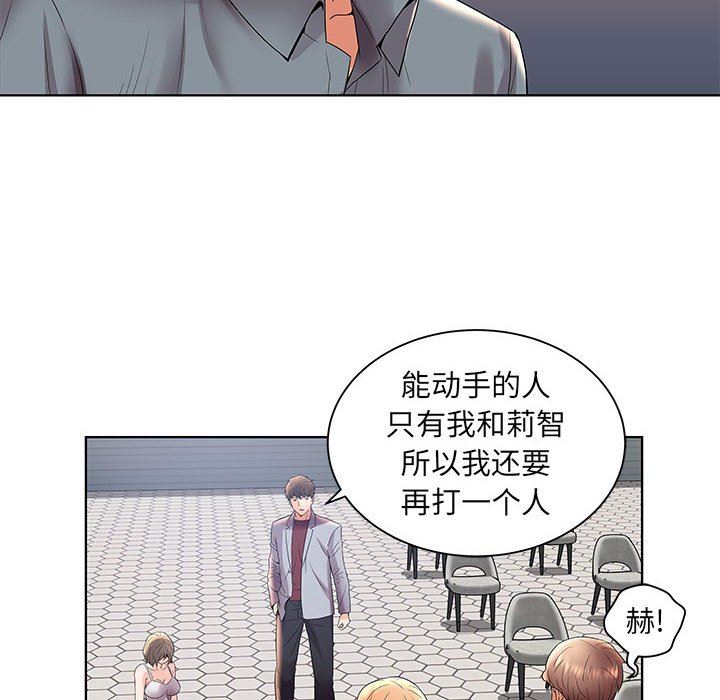 能动手的人
只有我和莉智
所以我还要
再打一个人
赫!